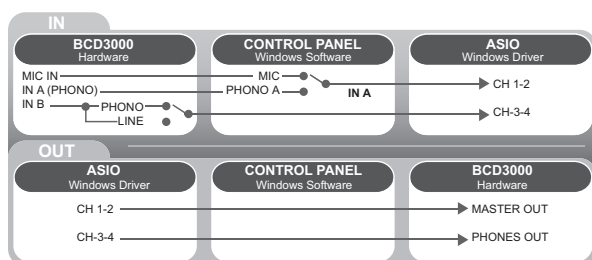 IN
BCD3000 CONTROL PANEL ASIO
Hardware Windows Software Windows Driver
MIC IN MIC
CH 1-2
IN A (PHONO) PHONO A IN A
IN B PHONO
CH-3-4
LINE
OUT
ASIO CONTROL PANEL BCD3000
Windows Driver Windows Software Hardware
CH 1-2 MASTER OUT
CH-3-4 PHONES OUT